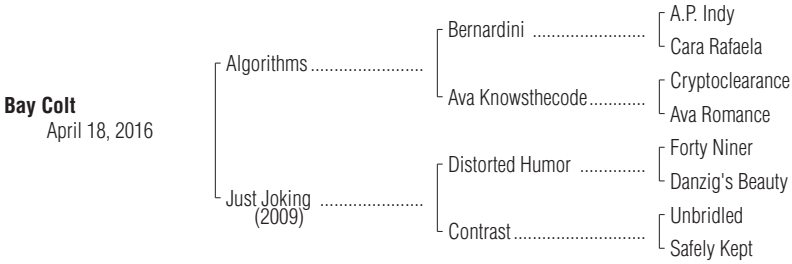 A.P. Indy
Bernardini ........................
Cara Rafaela
Algorithms ........................
Cryptoclearance
Ava Knowsthecode ............
Ava Romance
Bay Colt
April 18, 2016
Forty Niner
Distorted Humor ..............
Danzig's Beauty
Just Joking ......................
(2009)
Unbridled
Contrast ............................
Safely Kept